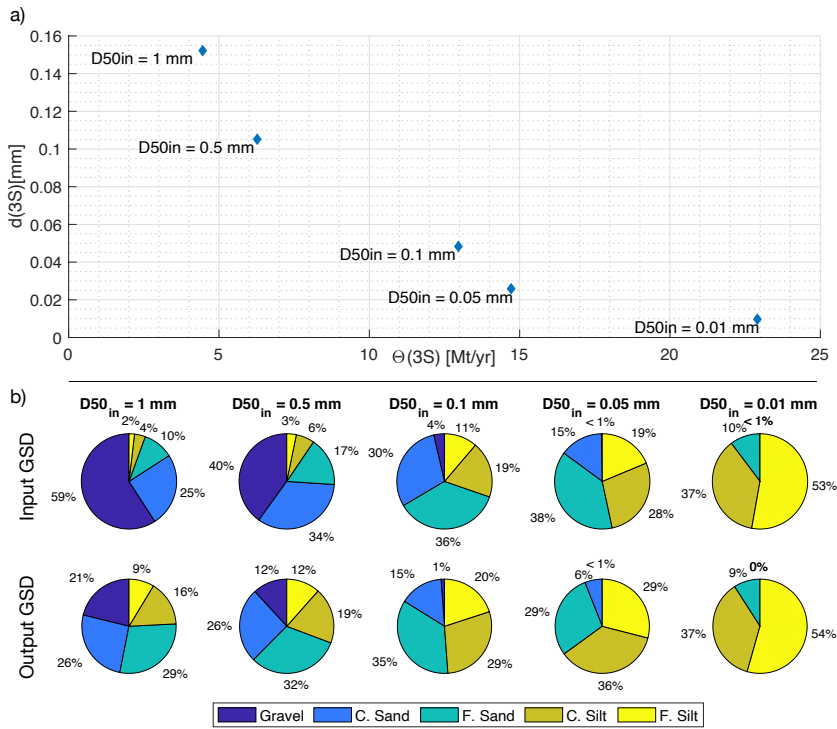 a)
0.16
0.14
0.12
0.1
0.08
0.06
0.04
0.02
0
d(3S)[mm]
D50in = 1 mm
D50in = 0.5 mm
D50in = 0.1 mm
D50in = 0.05 mm
D50in = 0.01 mm
0 5 10 15 20 25
Θ(3S) [Mt/yr]
b)
D50in = 1 mm D50in = 0.5 mm D50in = 0.1 mm D50in = 0.05 mm D50in = 0.01 mm
Input GSD
2% 4% 10% 25% 59%
3% 6% 17% 34% 40%
4% 11% 19% 36% 30%
< 1% 19% 28% 38% 15%
< 1% 10% 53% 37%
Output GSD
9% 16% 29% 26% 21%
12% 12% 19% 32% 26%
1% 20% 29% 35% 15%
< 1% 6% 29% 36% 29%
0% 9% 54% 37%
Gravel C. Sand F. Sand C. Silt F. Silt